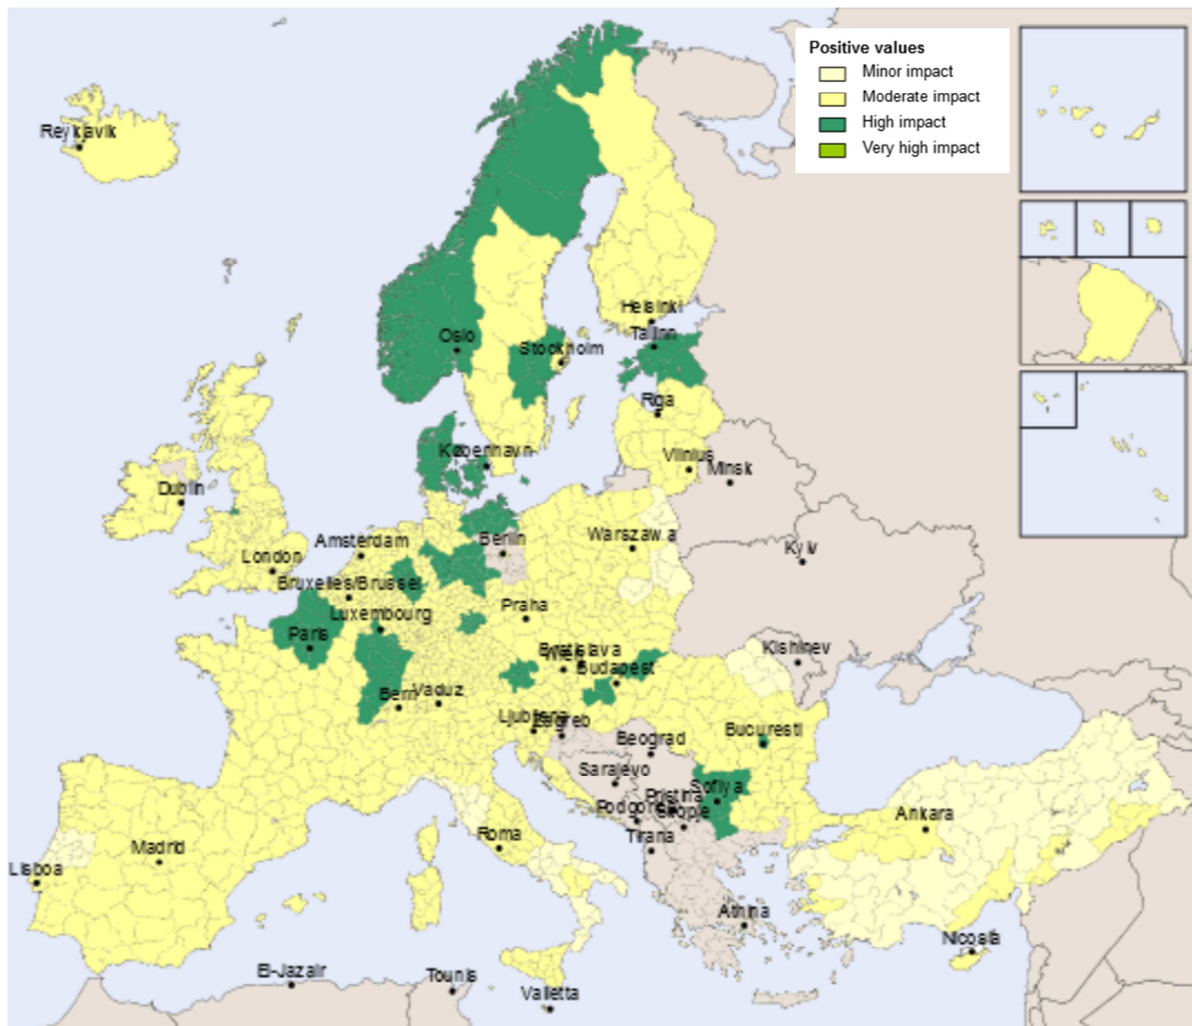 Positive values
Minor impact
Moderate impact
High impact
Very high impact
Reykjavik
Helsinki
Oslo
Tallinn
Stockholm
Riga
København
Vilnius
Minsk
Dublin
Amsterdam
Berlin
Warszawa
London
Kyiv
Bruxelles/Brussel
Praha
Luxembourg
Paris
Bratislava
Kishinev
Budapest
Bern
Vaduz
Ljubljana
Zagreb
Bucuresti
Beograd
Sarajevo
Sofiya
Pristina
Podgorica
Skopje
Ankara
Roma
Tirana
Madrid
Lisboa
Athina
Nicosia
El-Jazair
Tounis
Valletta